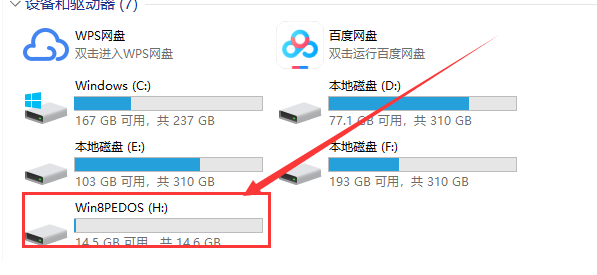 设备和驱动器 (7)
WPS网盘
双击进入WPS网盘
百度网盘
双击运行百度网盘
Windows (C:)
167 GB 可用，共 237 GB
本地磁盘 (D:)
77.1 GB 可用，共 310 GB
本地磁盘 (E:)
103 GB 可用，共 310 GB
本地磁盘 (F:)
193 GB 可用，共 310 GB
Win8PEDOS (H:)
14.5 GB 可用，共 14.6 GB